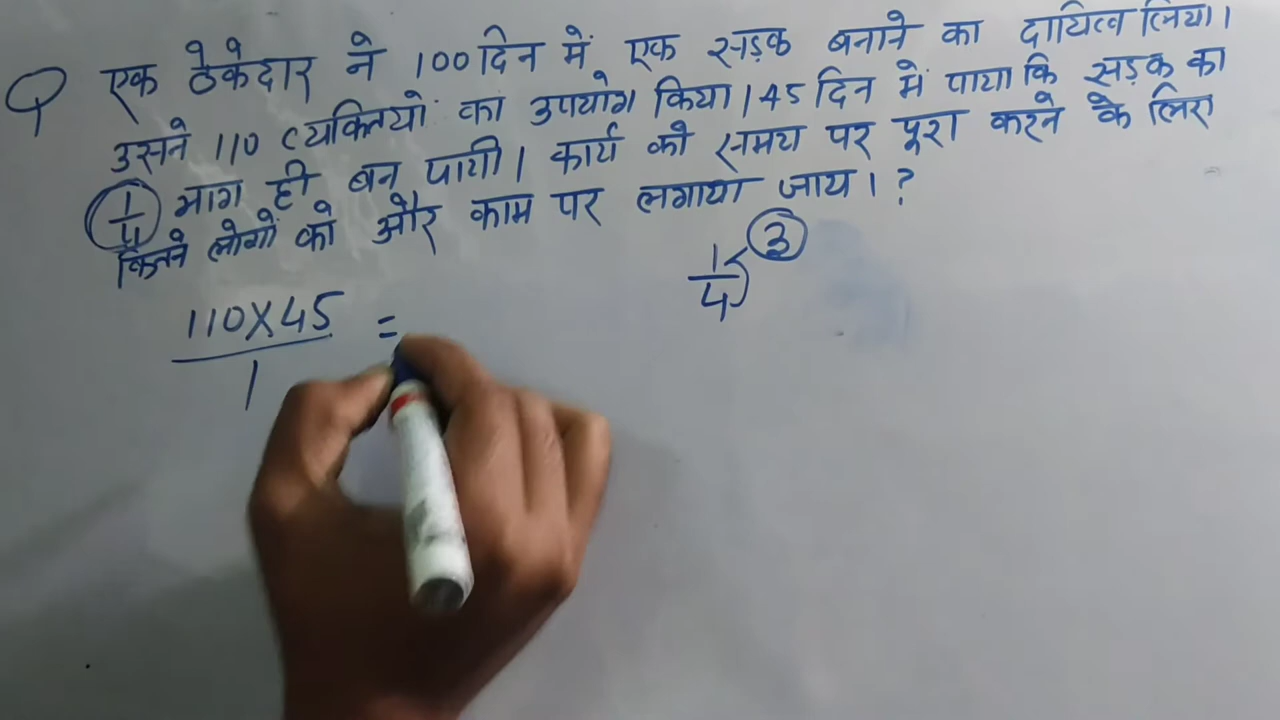 Q एक ठेकेदार ने 100 दिन में एक सड़क बनाने का दायित्व लिया।
उसने 110 व्यक्तियों का उपयोग किया। 45 दिन में पाया कि सड़क का
1/4 भाग ही बन पायी। कार्य को समय पर पूरा करने के लिए
कितने लोगों को और काम पर लगाया जाय। ?
1/4 3
110×45/1 =